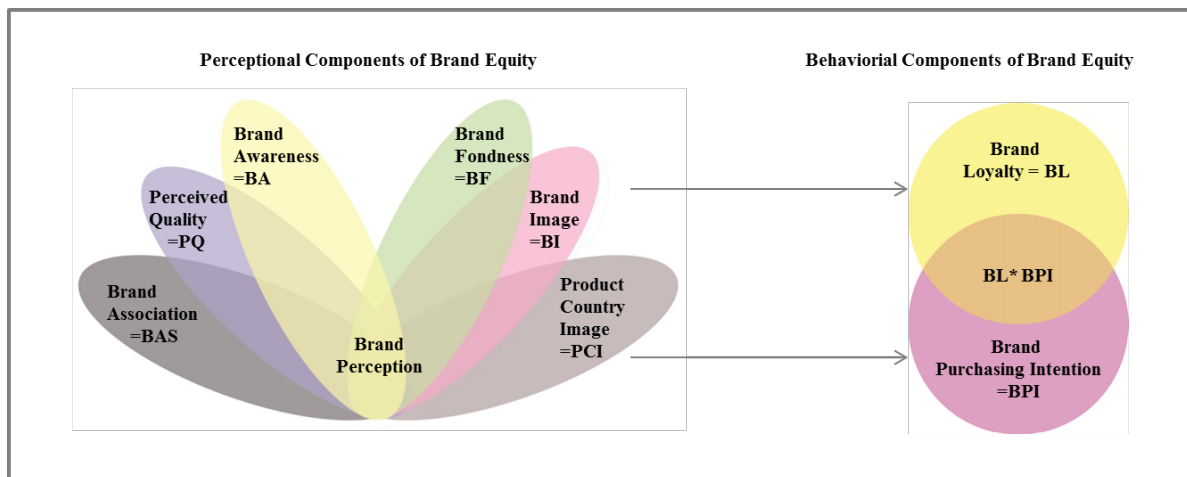 Perceptional Components of Brand Equity
Behaviorial Components of Brand Equity
Brand
Awareness
=BA
Brand
Fondness
=BF
Perceived
Quality
=PQ
Brand
Image
=BI
Brand
Association
=BAS
Product
Country
Image
=PCI
Brand
Perception
Brand
Loyalty = BL
BL* BPI
Brand
Purchasing Intention
=BPI